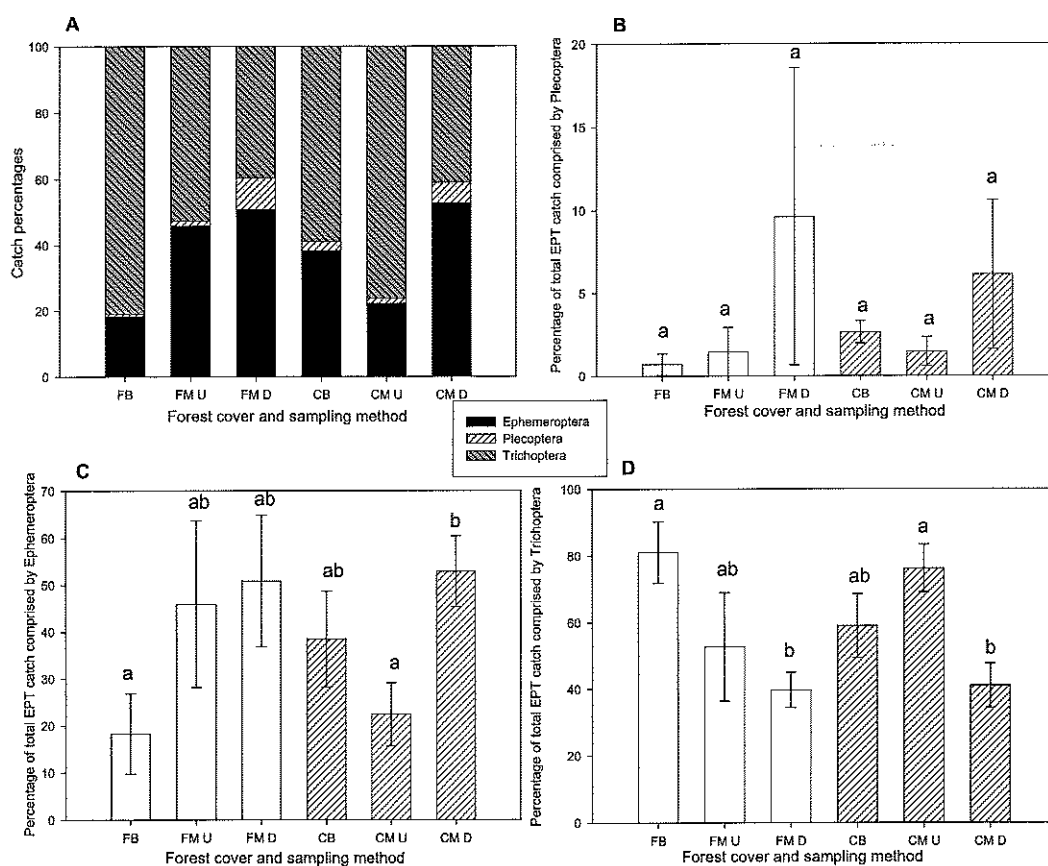 A
100
80
60
40
20
0
Catch percentages
FB FM U FM D CB CM U CM D
Forest cover and sampling method
B
20
15
10
5
0
Percentage of total EPT catch comprised by Plecoptera
a a a a a a
FB FM U FM D CB CM U CM D
Forest cover and sampling method
Ephemeroptera
Plecoptera
Trichoptera
C
70
60
50
40
30
20
10
0
Percentage of total EPT catch comprised by Ephemeroptera
a ab ab ab a b
FB FM U FM D CB CM U CM D
Forest cover and sampling method
D
100
80
60
40
20
0
Percentage of total EPT catch comprised by Trichoptera
a ab b ab a b
FB FM U FM D CB CM U CM D
Forest cover and sampling method